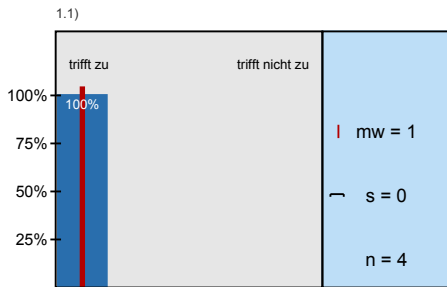 1.1)
trifft zu trifft nicht zu
100%
100%
75%
50%
25%
mw = 1
s = 0
n = 4